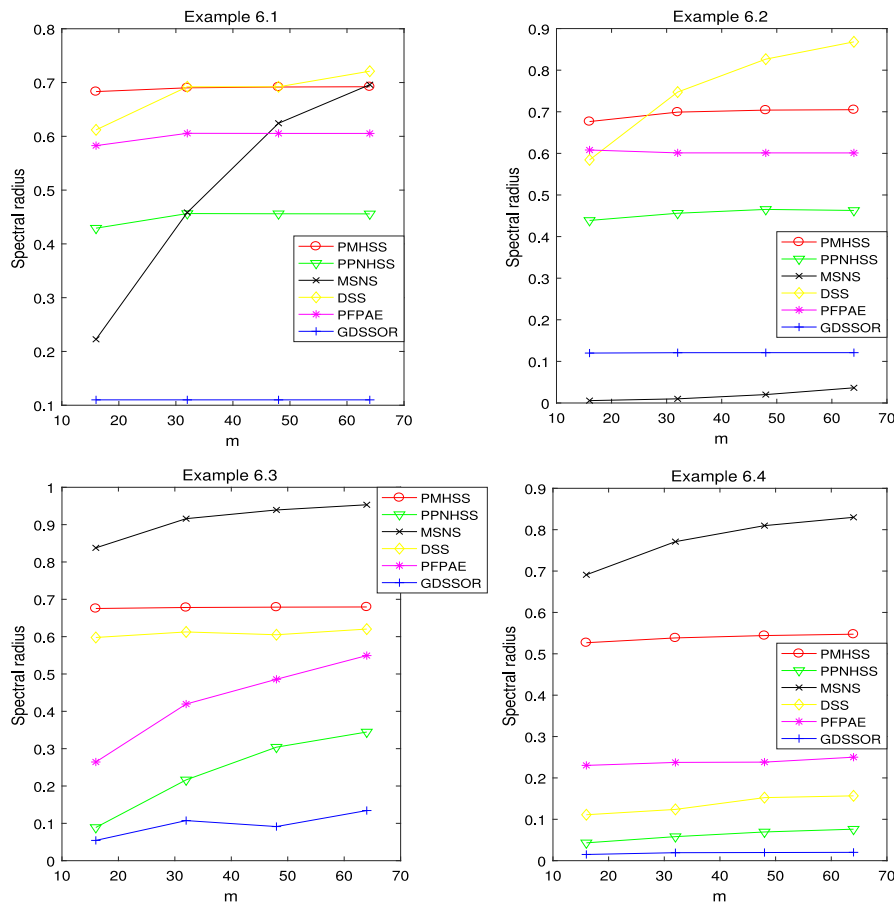 Example 6.1
Spectral radius
0.8
0.7
0.6
0.5
0.4
0.3
0.2
0.1
10 20 30 40 50 60 70
m
PMHSS
PPNHSS
MSNS
DSS
PFPAE
GDSSOR
Example 6.2
Spectral radius
0.9
0.8
0.7
0.6
0.5
0.4
0.3
0.2
0.1
0
10 20 30 40 50 60 70
m
PMHSS
PPNHSS
MSNS
DSS
PFPAE
GDSSOR
Example 6.3
Spectral radius
1
0.9
0.8
0.7
0.6
0.5
0.4
0.3
0.2
0.1
0
10 20 30 40 50 60 70
m
PMHSS
PPNHSS
MSNS
DSS
PFPAE
GDSSOR
Example 6.4
Spectral radius
0.9
0.8
0.7
0.6
0.5
0.4
0.3
0.2
0.1
0
10 20 30 40 50 60 70
m
PMHSS
PPNHSS
MSNS
DSS
PFPAE
GDSSOR